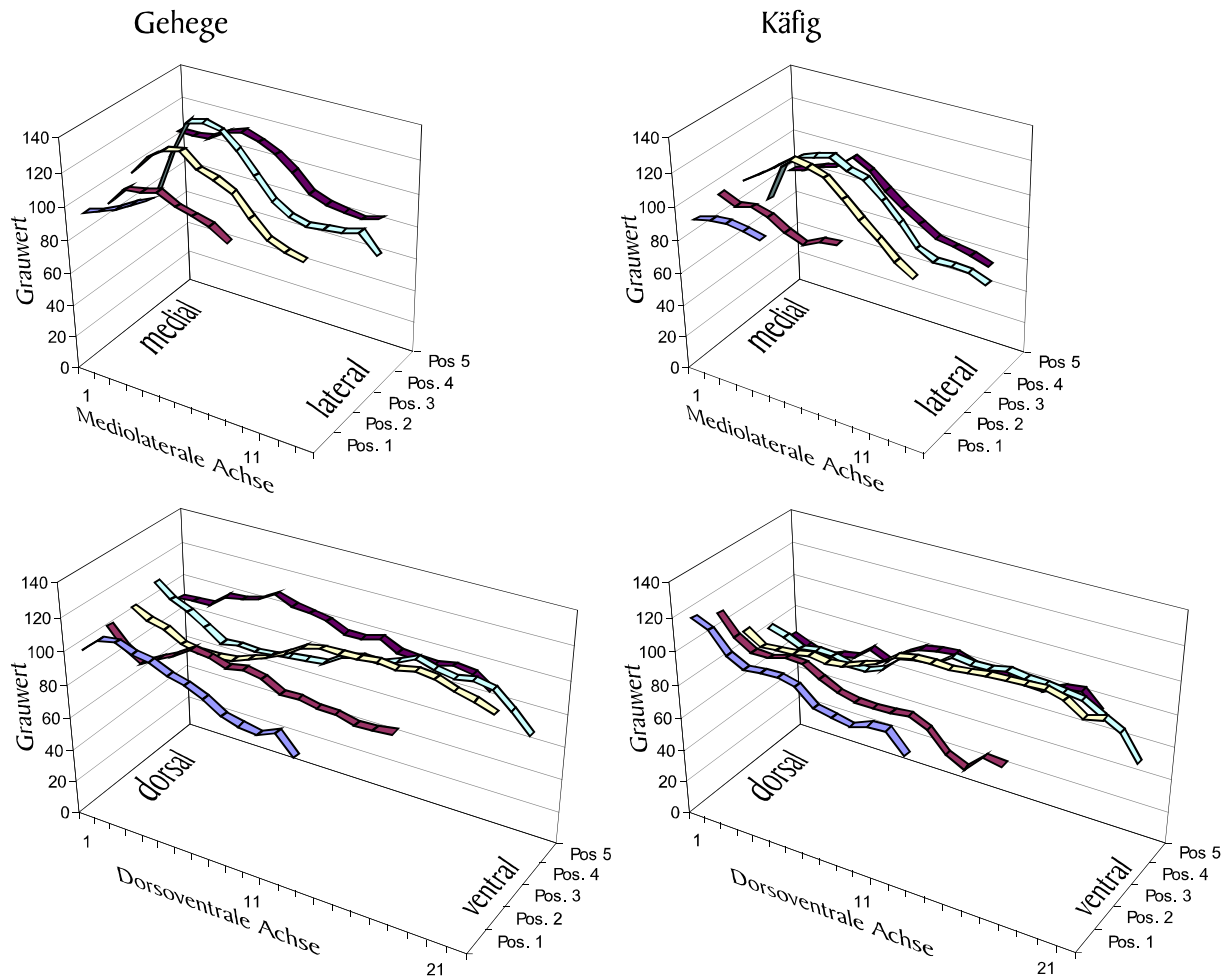 Gehege
Käfig
140
120
100
80
60
40
20
0
Grauwert
medial
lateral
1
11
Mediolaterale Achse
Pos 5
Pos. 4
Pos. 3
Pos. 2
Pos. 1
140
120
100
80
60
40
20
0
Grauwert
medial
lateral
1
11
Mediolaterale Achse
Pos 5
Pos. 4
Pos. 3
Pos. 2
Pos. 1
140
120
100
80
60
40
20
0
Grauwert
dorsal
ventral
1
11
21
Dorsoventrale Achse
Pos 5
Pos. 4
Pos. 3
Pos. 2
Pos. 1
140
120
100
80
60
40
20
0
Grauwert
dorsal
ventral
1
11
21
Dorsoventrale Achse
Pos 5
Pos. 4
Pos. 3
Pos. 2
Pos. 1